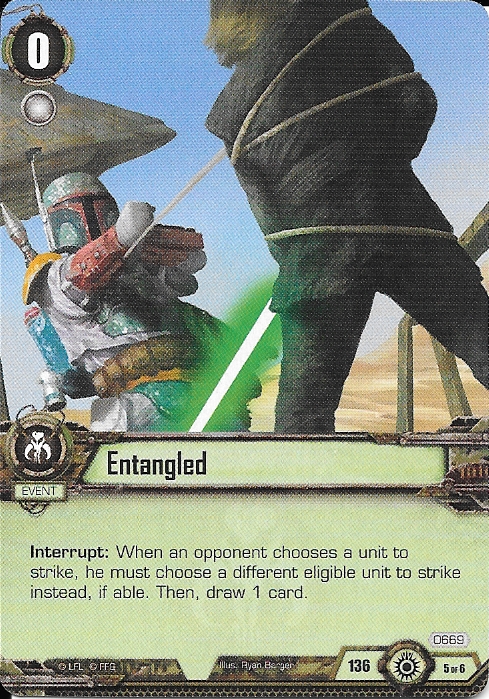 0
Entangled
EVENT
Interrupt: When an opponent chooses a unit to
strike, he must choose a different eligible unit to strike
instead, if able. Then, draw 1 card.
0669
© LFL © FFG
Illus. Ryan Barger
136
5 OF 6